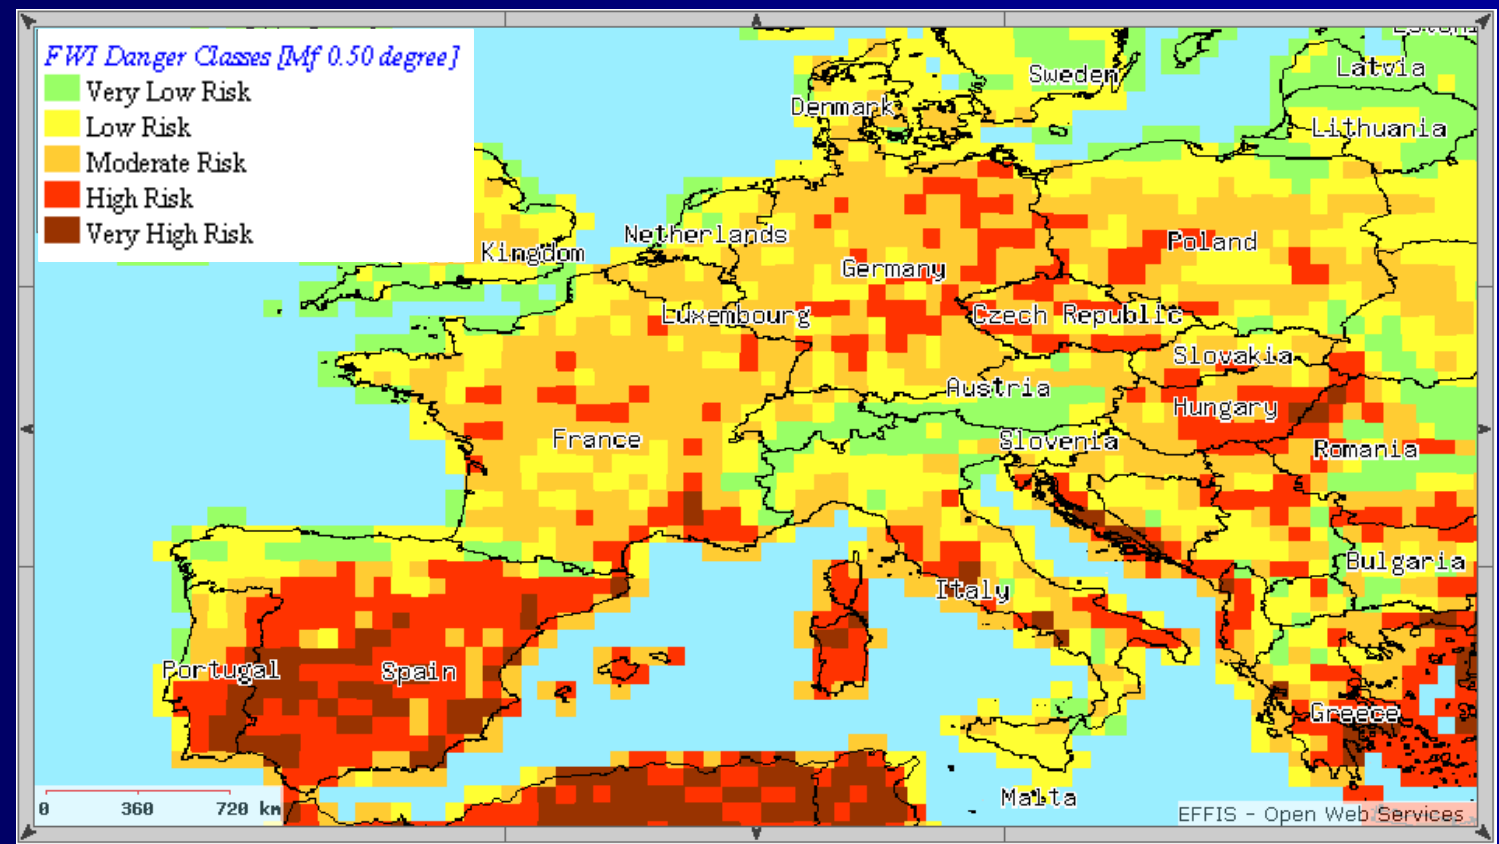 FWI Danger Classes [Mf 0.50 degree]
Very Low Risk
Low Risk
Moderate Risk
High Risk
Very High Risk
Latvia
Sweden
Denmark
Lithuania
Netherlands
Poland
Kingdom
Germany
Luxembourg
Czech Republic
Slovakia
Austria
Hungary
France
Slovenia
Romania
Bulgaria
Italy
Portugal
Spain
Greece
Malta
0 360 720 km
EFFIS - Open Web Services